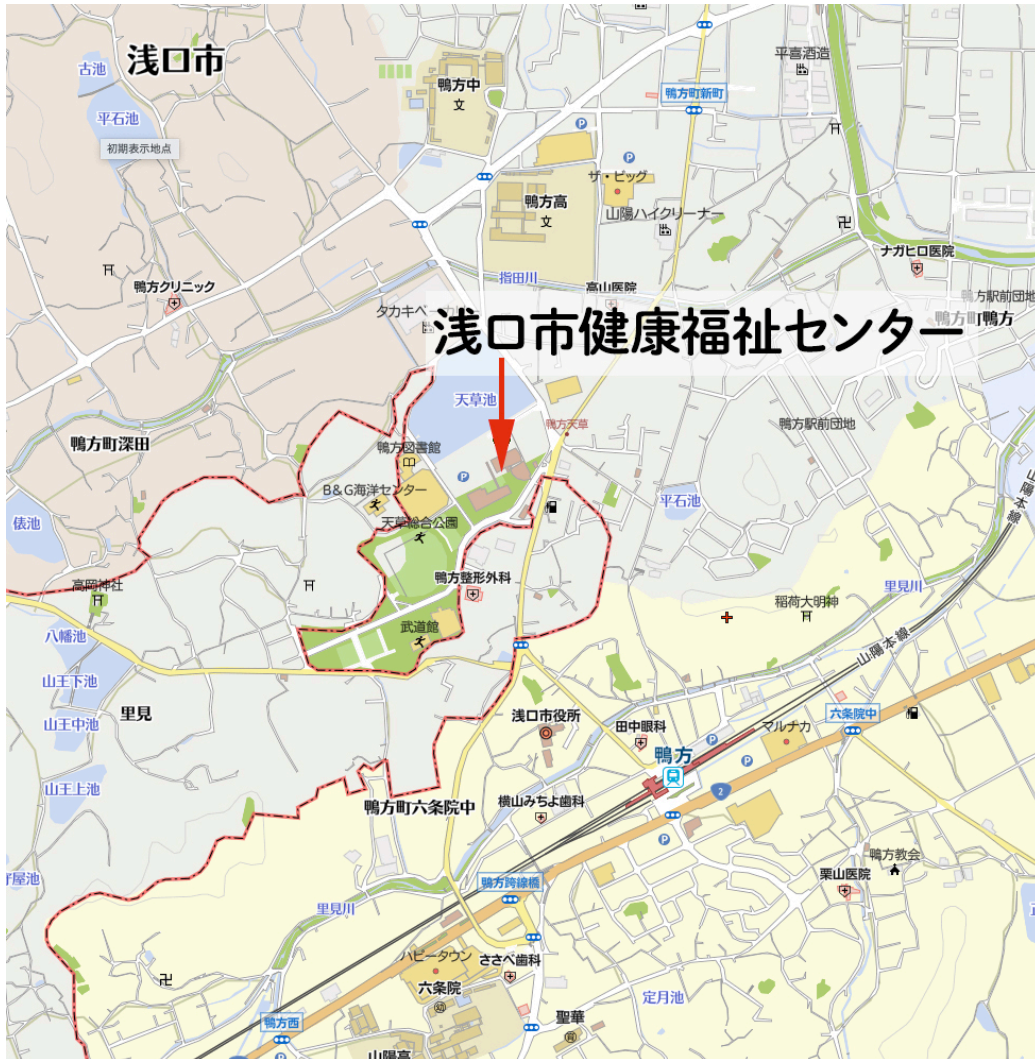 浅口市
古池
平石池
初期表示地点
鴨方中
平喜酒造
鴨方町新町
ザ・ビッグ
鴨方高
山陽ハイクリーナー
ナガヒロ医院
鴨方クリニック
指田川
高山医院
鴨方駅前団地
鴨方町鴨方
浅口市健康福祉センター
天草池
鴨方天草
鴨方町深田
鴨方図書館
鴨方駅前団地
B&G海洋センター
平石池
山陽本線
俵池
天草総合公園
高岡神社
鴨方整形外科
里見川
稲荷大明神
八幡池
武道館
山陽本線
山王下池
里見
山王中池
浅口市役所
田中眼科
マルナカ
六条院中
鴨方
山王上池
2
鴨方町六条院中
横山みちよ歯科
鴨方教会
栗山医院
鴨方跨線橋
里見川
ハピータウン
ささべ歯科
六条院
定月池
鴨方西
聖華
山陽高
2